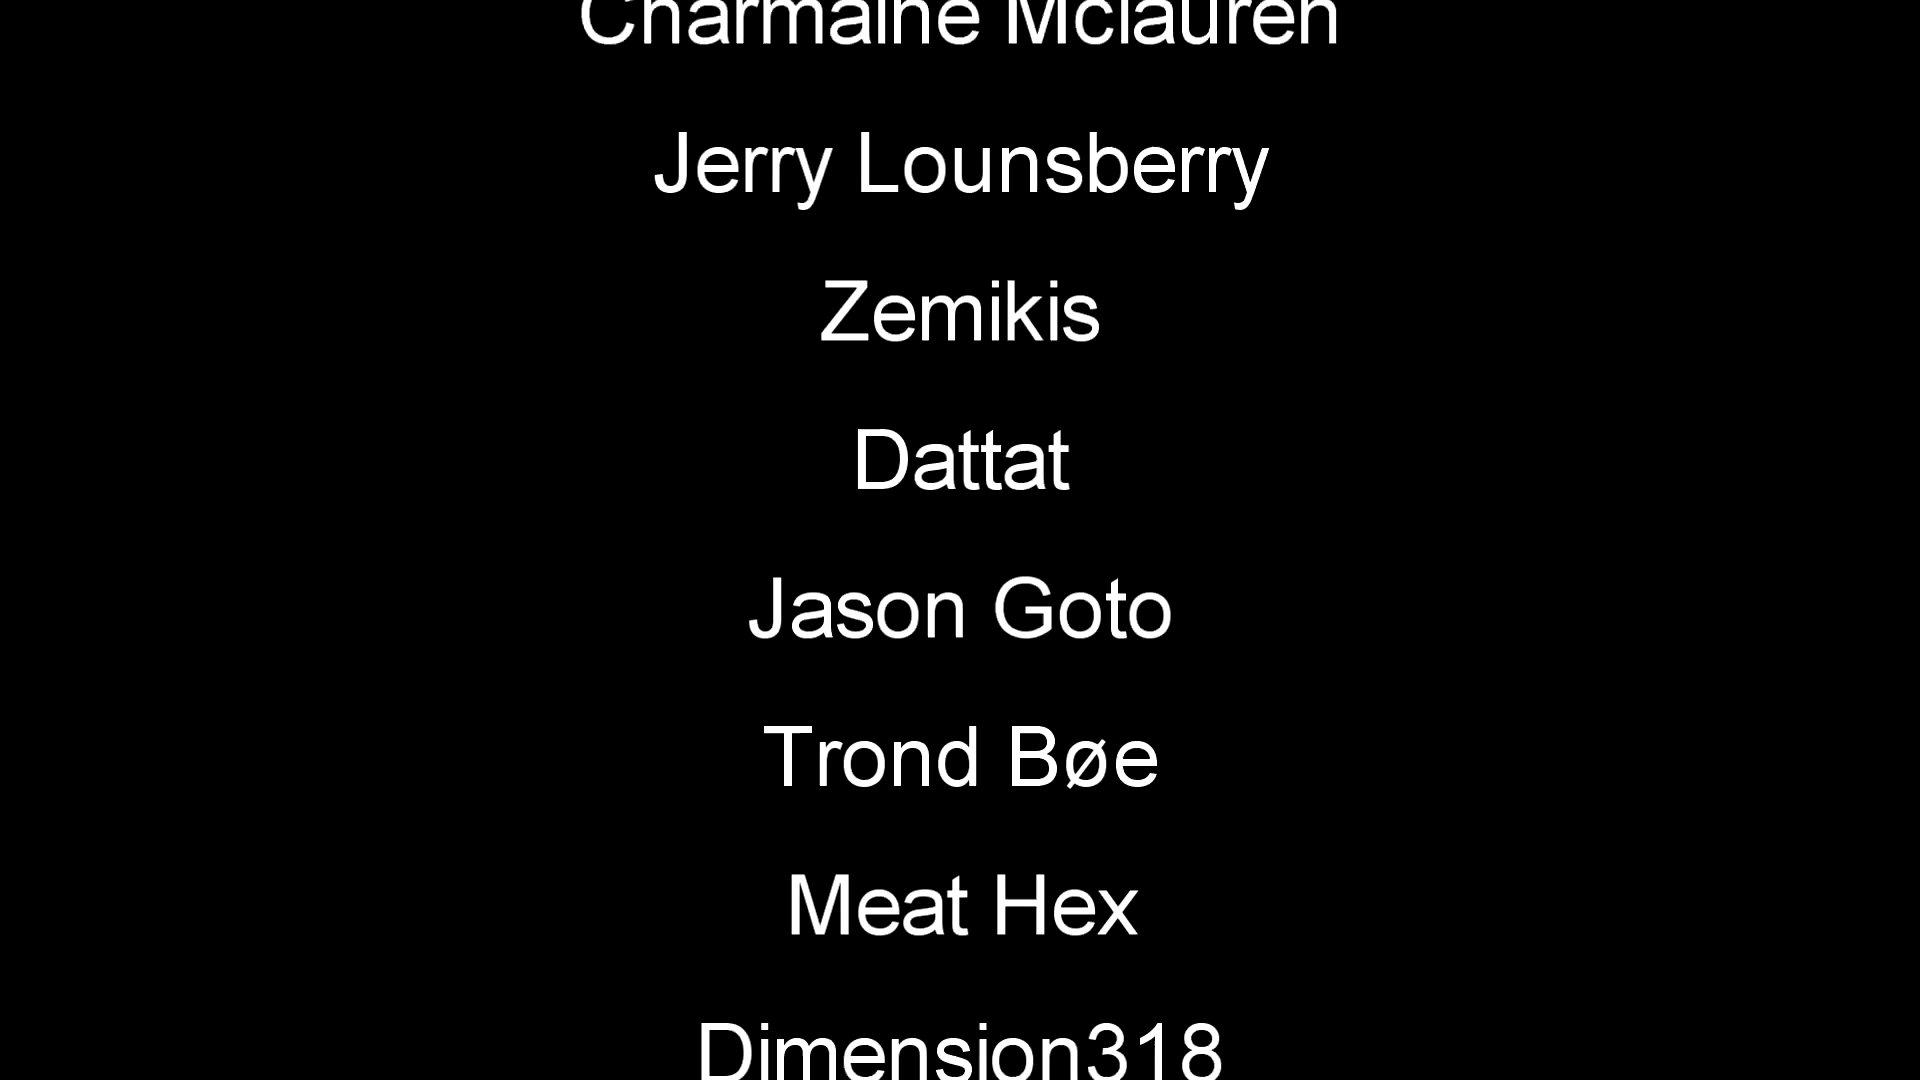 Charmaine Mclauren
Jerry Lounsberry
Zemikis
Dattat
Jason Goto
Trond Bøe
Meat Hex
Dimension318